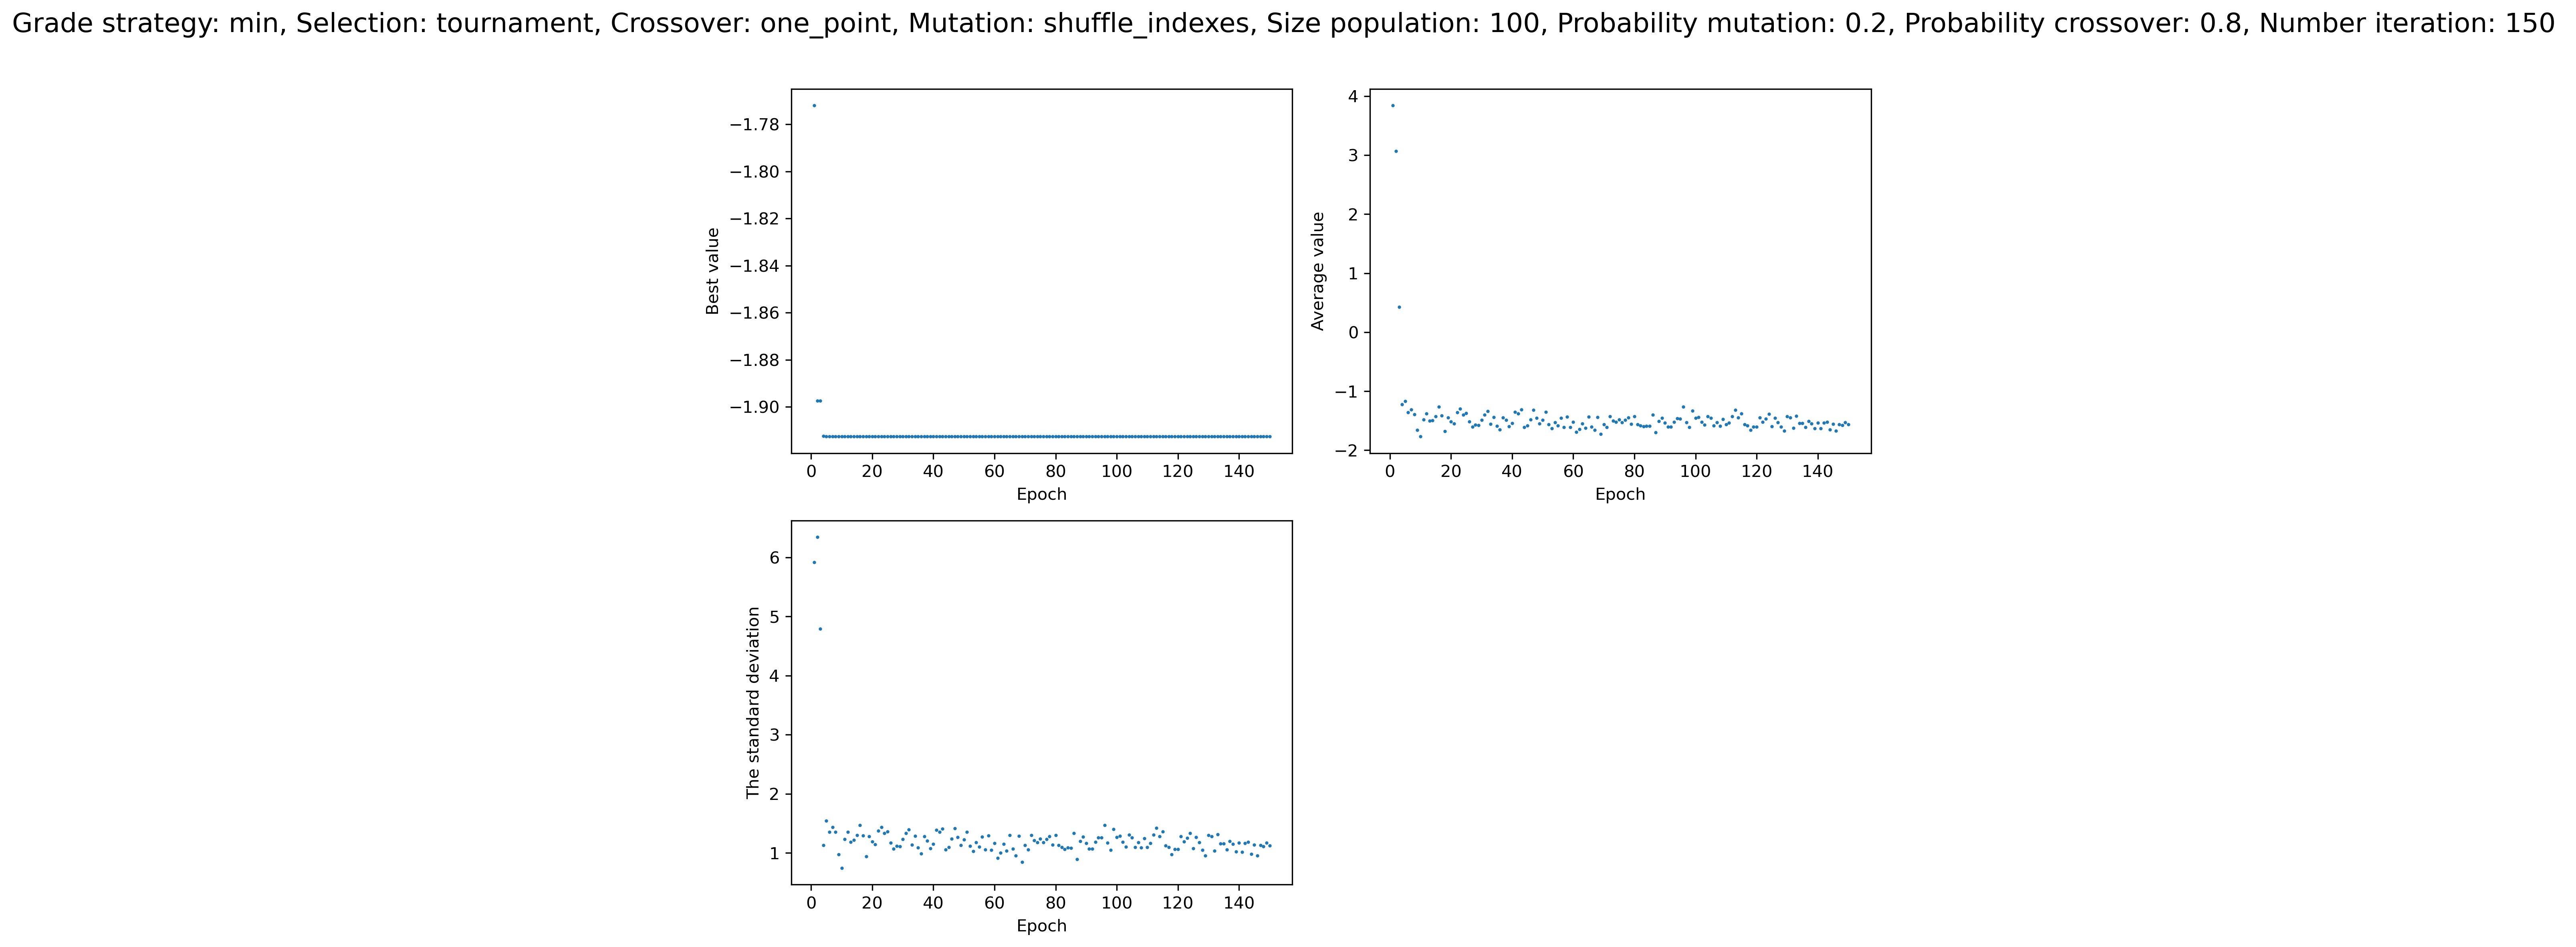 Grade strategy: min, Selection: tournament, Crossover: one_point, Mutation: shuffle_indexes, Size population: 100, Probability mutation: 0.2, Probability crossover: 0.8, Number iteration: 150
−1.78
−1.80
−1.82
−1.84
−1.86
−1.88
−1.90
Best value
0 20 40 60 80 100 120 140
Epoch
4
3
2
1
0
−1
−2
Average value
0 20 40 60 80 100 120 140
Epoch
6
5
4
3
2
1
The standard deviation
0 20 40 60 80 100 120 140
Epoch